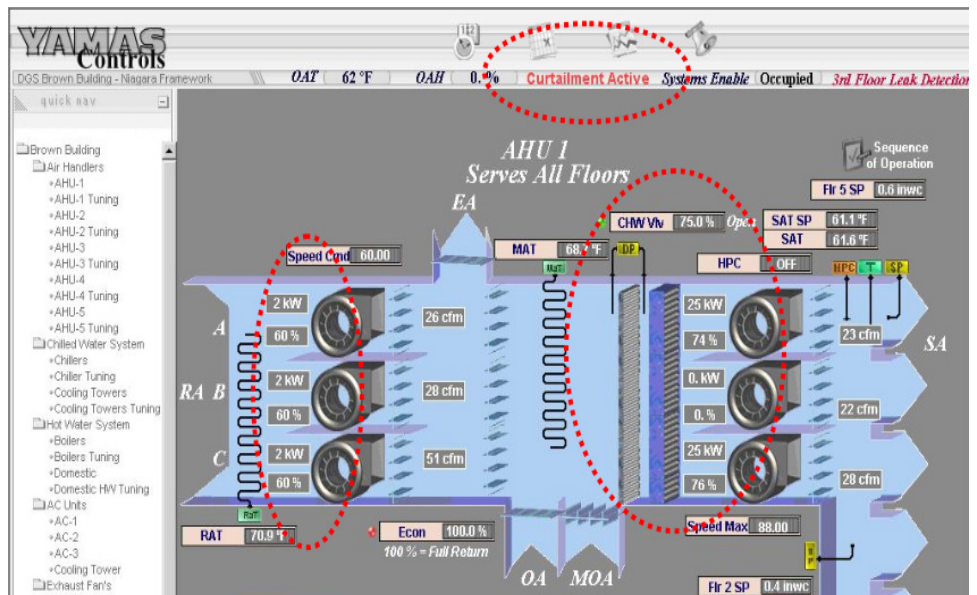 YAMAS
Controls
DGS Brown Building - Niagara Framework
OAT 62 °F OAH 0. % Curtailment Active Systems Enable Occupied 3rd Floor Leak Detection
quick nav
Brown Building
Air Handlers
AHU-1
AHU-1 Tuning
AHU-2
AHU-2 Tuning
AHU-3
AHU-3 Tuning
AHU-4
AHU-4 Tuning
AHU-5
AHU-5 Tuning
Chilled Water System
Chillers
Chiller Tuning
Cooling Towers
Cooling Towers Tuning
Hot Water System
Boilers
Boilers Tuning
Domestic
Domestic HW Tuning
AC Units
AC-1
AC-2
AC-3
Cooling Tower
Exhaust Fan's
AHU 1
Serves All Floors
Sequence
of Operation
Flr 5 SP 0.6 inwc
EA
CHW Vlv 75.0 % Open
SAT SP 61.1 °F
SAT 61.6 °F
Speed Cmd 60.00
MAT
DP
HPC OFF
MaT
HPC T SP
A
2 kW
60 %
26 cfm
25 kW
74 %
23 cfm
SA
RA B
2 kW
60 %
28 cfm
0. kW
0. %
22 cfm
C
2 kW
60 %
51 cfm
25 kW
76 %
28 cfm
RaT
RAT 70.9 °F
Econ 100.0 %
100 % = Full Return
Speed Max 88.00
OA MOA
Flr 2 SP 0.4 inwc